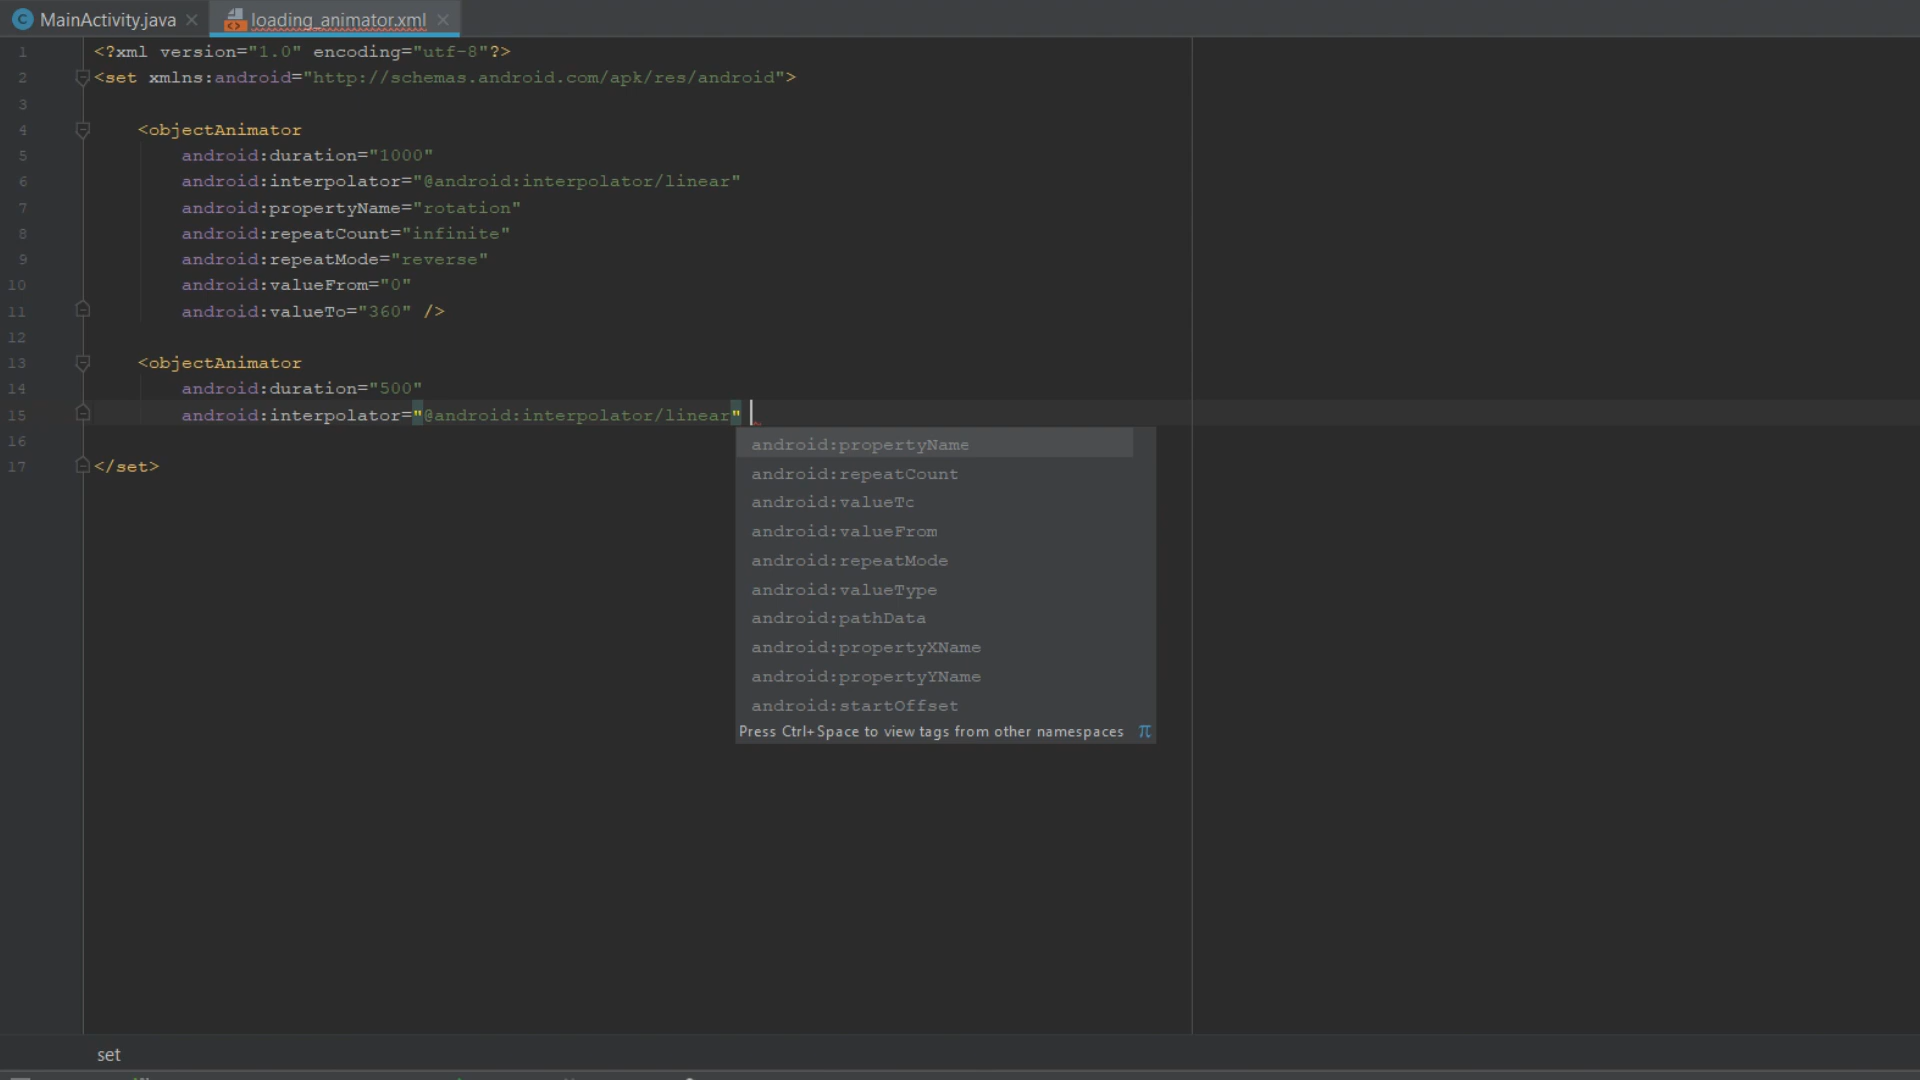 MainActivity.java
loading_animator.xml
1 <?xml version="1.0" encoding="utf-8"?>
2 <set xmlns:android="http://schemas.android.com/apk/res/android">
3
4 <objectAnimator
5 android:duration="1000"
6 android:interpolator="@android:interpolator/linear"
7 android:propertyName="rotation"
8 android:repeatCount="infinite"
9 android:repeatMode="reverse"
10 android:valueFrom="0"
11 android:valueTo="360" />
12
13 <objectAnimator
14 android:duration="500"
15 android:interpolator="@android:interpolator/linear"
16
17 </set>
android:propertyName
android:repeatCount
android:valueTc
android:valueFrom
android:repeatMode
android:valueType
android:pathData
android:propertyXName
android:propertyYName
android:startOffset
Press Ctrl+Space to view tags from other namespaces π
set